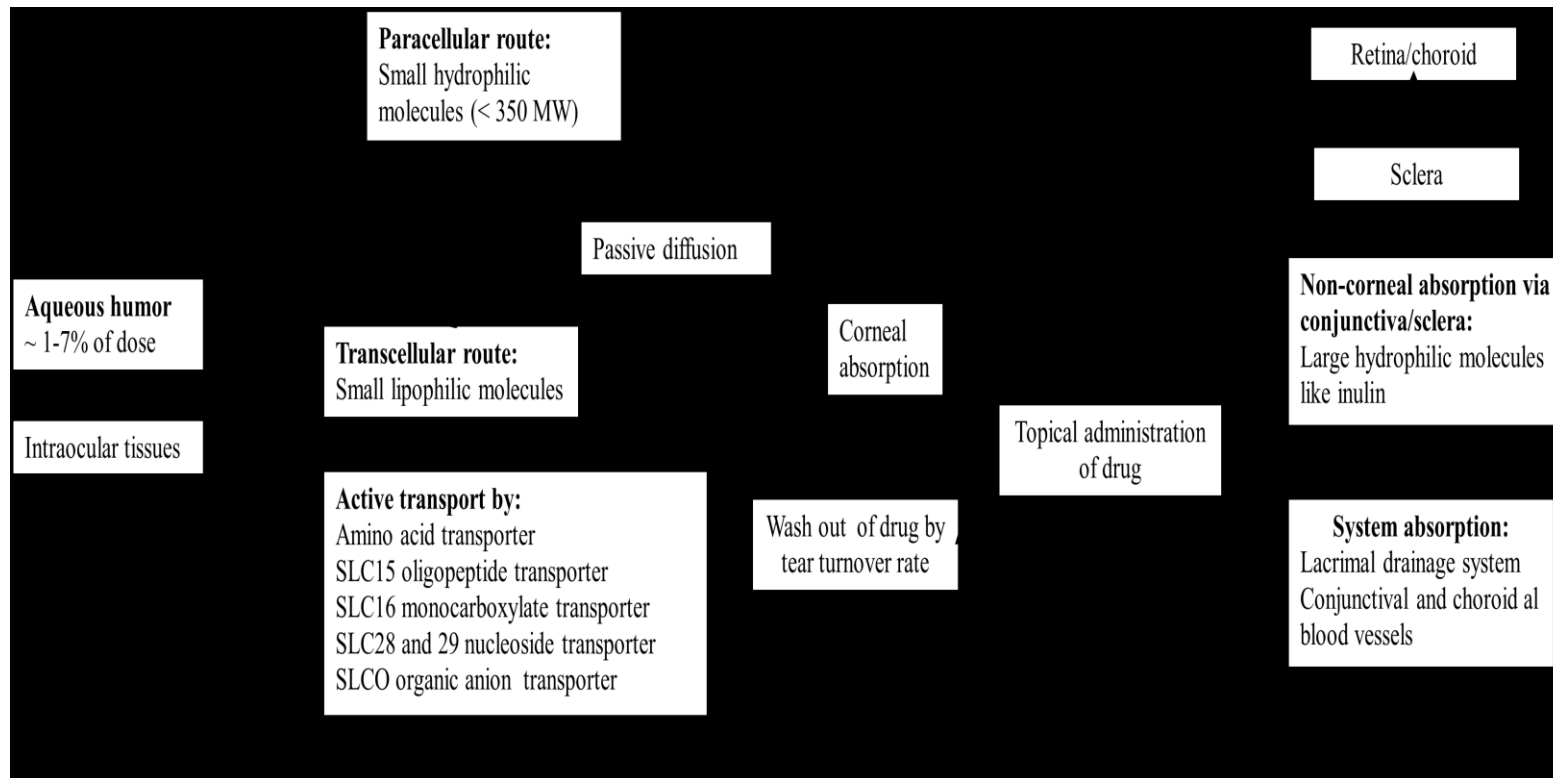 Paracellular route:
Small hydrophilic
molecules (< 350 MW)
Retina/choroid
Sclera
Passive diffusion
Aqueous humor
~ 1-7% of dose
Transcellular route:
Small lipophilic molecules
Corneal
absorption
Non-corneal absorption via
conjunctiva/sclera:
Large hydrophilic molecules
like inulin
Intraocular tissues
Topical administration
of drug
Active transport by:
Amino acid transporter
SLC15 oligopeptide transporter
SLC16 monocarboxylate transporter
SLC28 and 29 nucleoside transporter
SLCO organic anion transporter
Wash out of drug by
tear turnover rate
System absorption:
Lacrimal drainage system
Conjunctival and choroid al
blood vessels